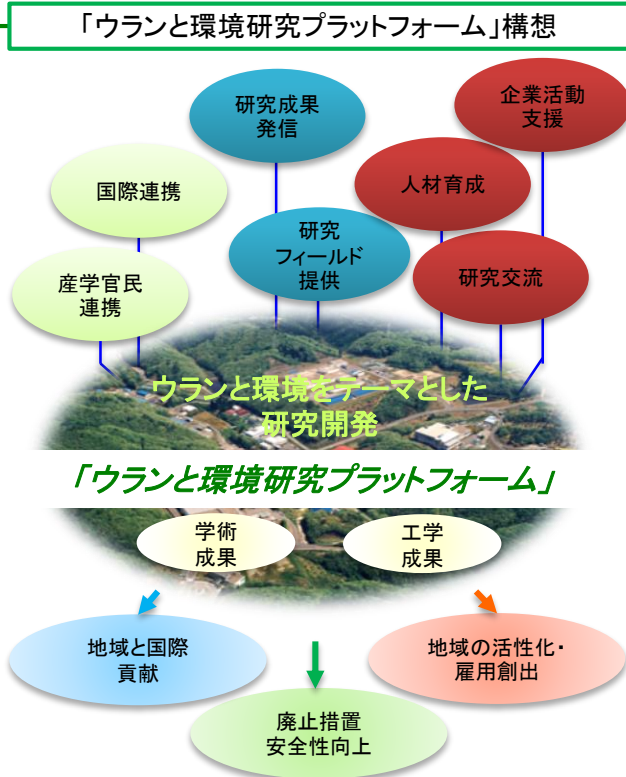 「ウランと環境研究プラットフォーム」構想
企業活動
支援
研究成果
発信
人材育成
国際連携
研究
フィールド
提供
研究交流
産学官民
連携
ウランと環境をテーマとした
研究開発
「ウランと環境研究プラットフォーム」
学術
成果
工学
成果
地域と国際
貢献
地域の活性化・
雇用創出
廃止措置
安全性向上